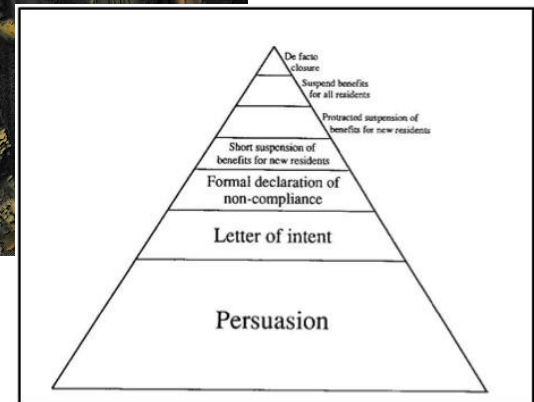 De facto
closure
Suspend benefits
for all residents
Protracted suspension of
benefits for new residents
Short suspension of
benefits for new residents
Formal declaration of
non-compliance
Letter of intent
Persuasion